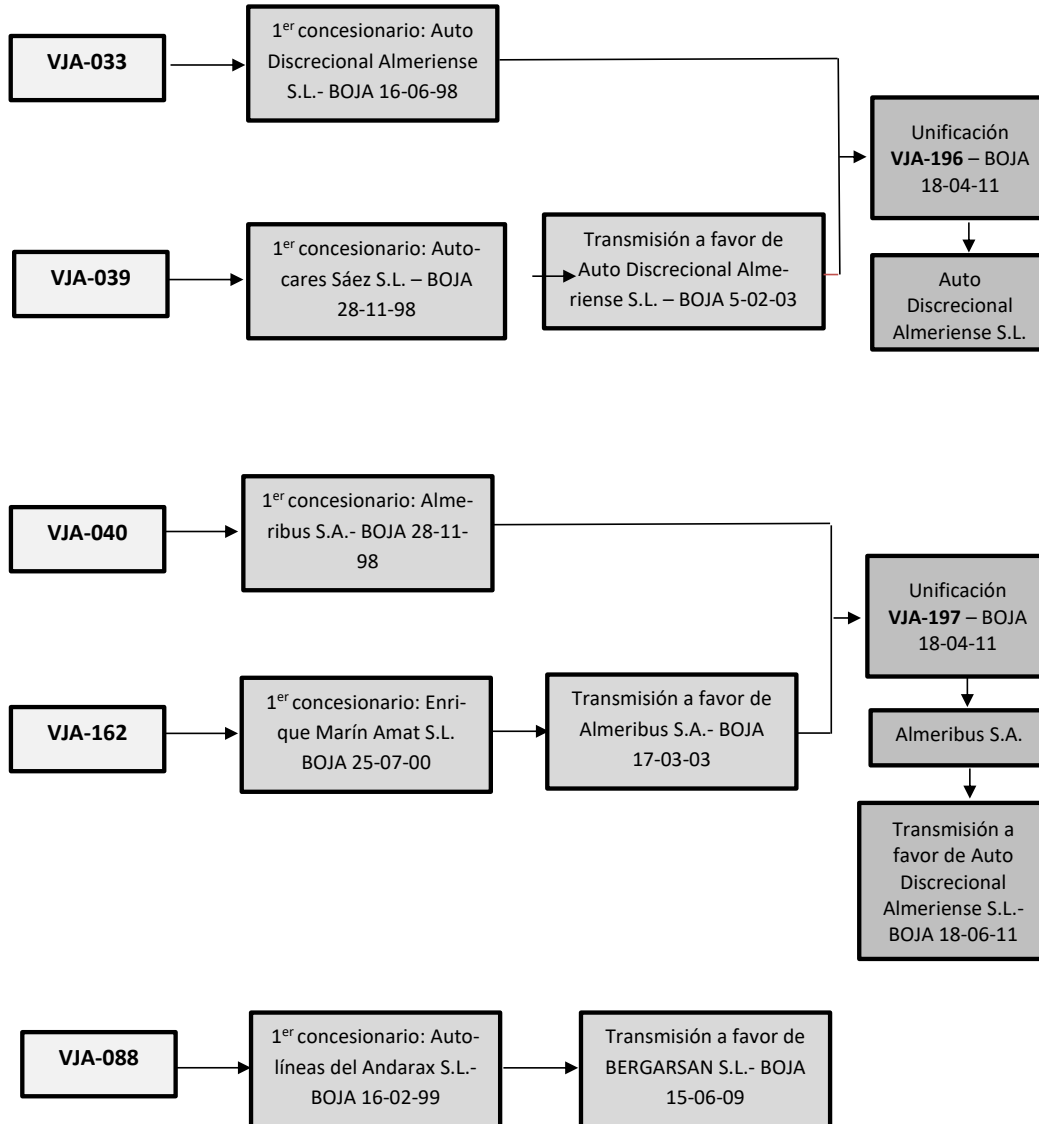 VJA-033
1er concesionario: Auto
Discrecional Almeriense
S.L.- BOJA 16-06-98
Unificación
VJA-196 – BOJA
18-04-11
VJA-039
1er concesionario: Auto-
cares Sáez S.L. – BOJA
28-11-98
Transmisión a favor de
Auto Discrecional Alme-
riense S.L. – BOJA 5-02-03
Auto
Discrecional
Almeriense S.L.
VJA-040
1er concesionario: Alme-
ribus S.A.- BOJA 28-11-
98
Unificación
VJA-197 – BOJA
18-04-11
VJA-162
1er concesionario: Enri-
que Marín Amat S.L.
BOJA 25-07-00
Transmisión a favor de
Almeribus S.A.- BOJA
17-03-03
Almeribus S.A.
Transmisión a
favor de Auto
Discrecional
Almeriense S.L.-
BOJA 18-06-11
VJA-088
1er concesionario: Auto-
líneas del Andarax S.L.-
BOJA 16-02-99
Transmisión a favor de
BERGARSAN S.L.- BOJA
15-06-09